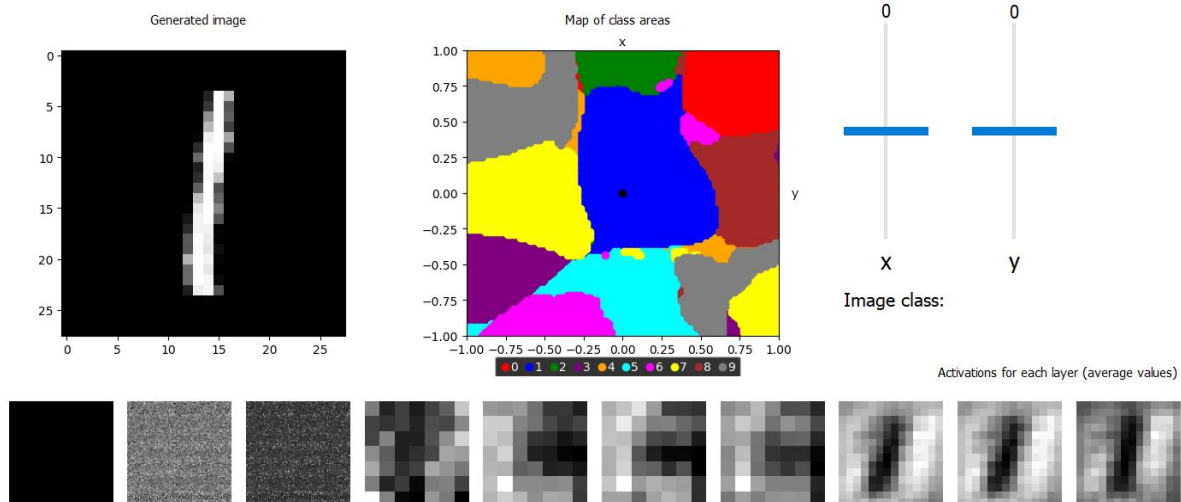 Generated image
0
5
10
15
20
25
0 5 10 15 20 25
Map of class areas
x
1.00
0.75
0.50
0.25
0.00
−0.25
−0.50
−0.75
−1.00
−1.00 −0.75 −0.50 −0.25 0.00 0.25 0.50 0.75 1.00
y
0 1 2 3 4 5 6 7 8 9
0 0
x y
Image class:
Activations for each layer (average values)